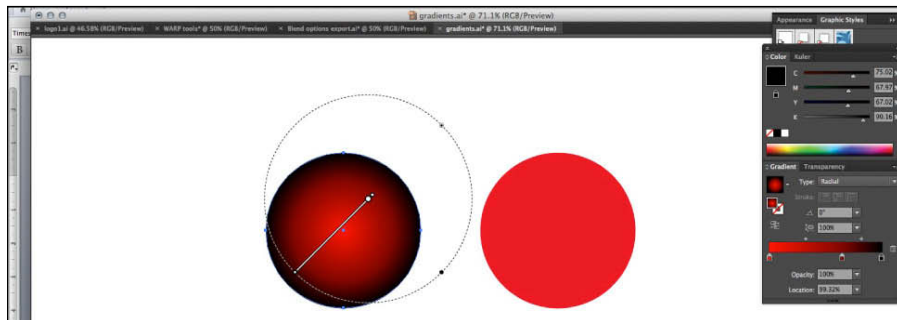 gradients.ai* @ 71.1% (RGB/Preview)
× logo1.ai @ 46.58% (RGB/Preview) × WARP tools* @ 50% (RGB/Preview) × Blend options export.ai* @ 50% (RGB/Preview) × gradients.ai* @ 71.1% (RGB/Preview)
Times
B
Appearance Graphic Styles
Color Kuler
C 75.02 %
M 67.97 %
Y 67.02 %
K 90.16 %
Gradient Transparency
Type: Radial
Stroke:
0°
100%
Opacity: 100%
Location: 99.32%